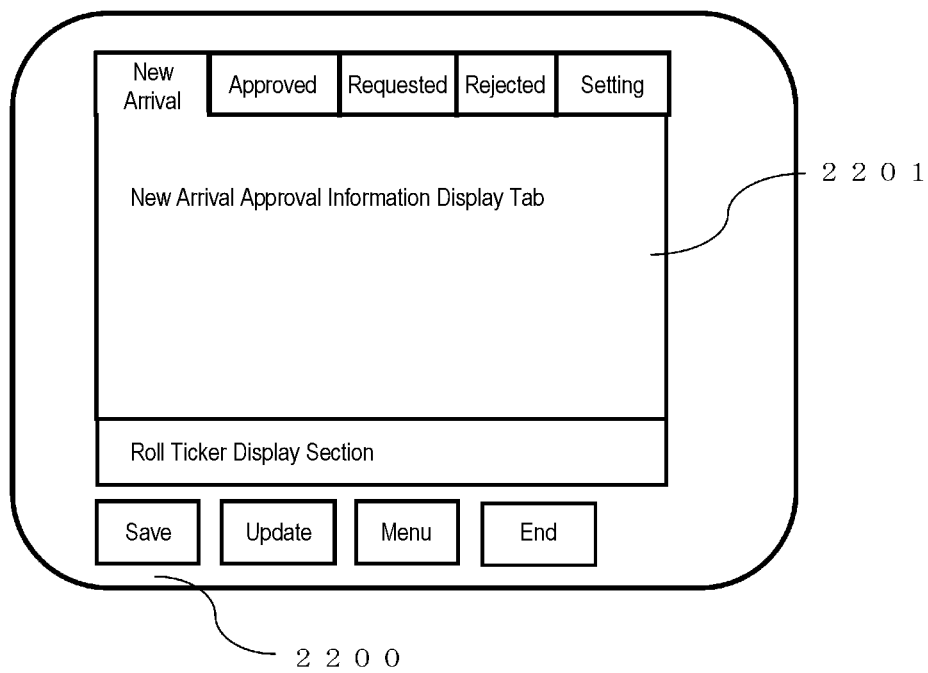 New
Arrival
Approved
Requested
Rejected
Setting
New Arrival Approval Information Display Tab
２２０１
Roll Ticker Display Section
Save
Update
Menu
End
２２００